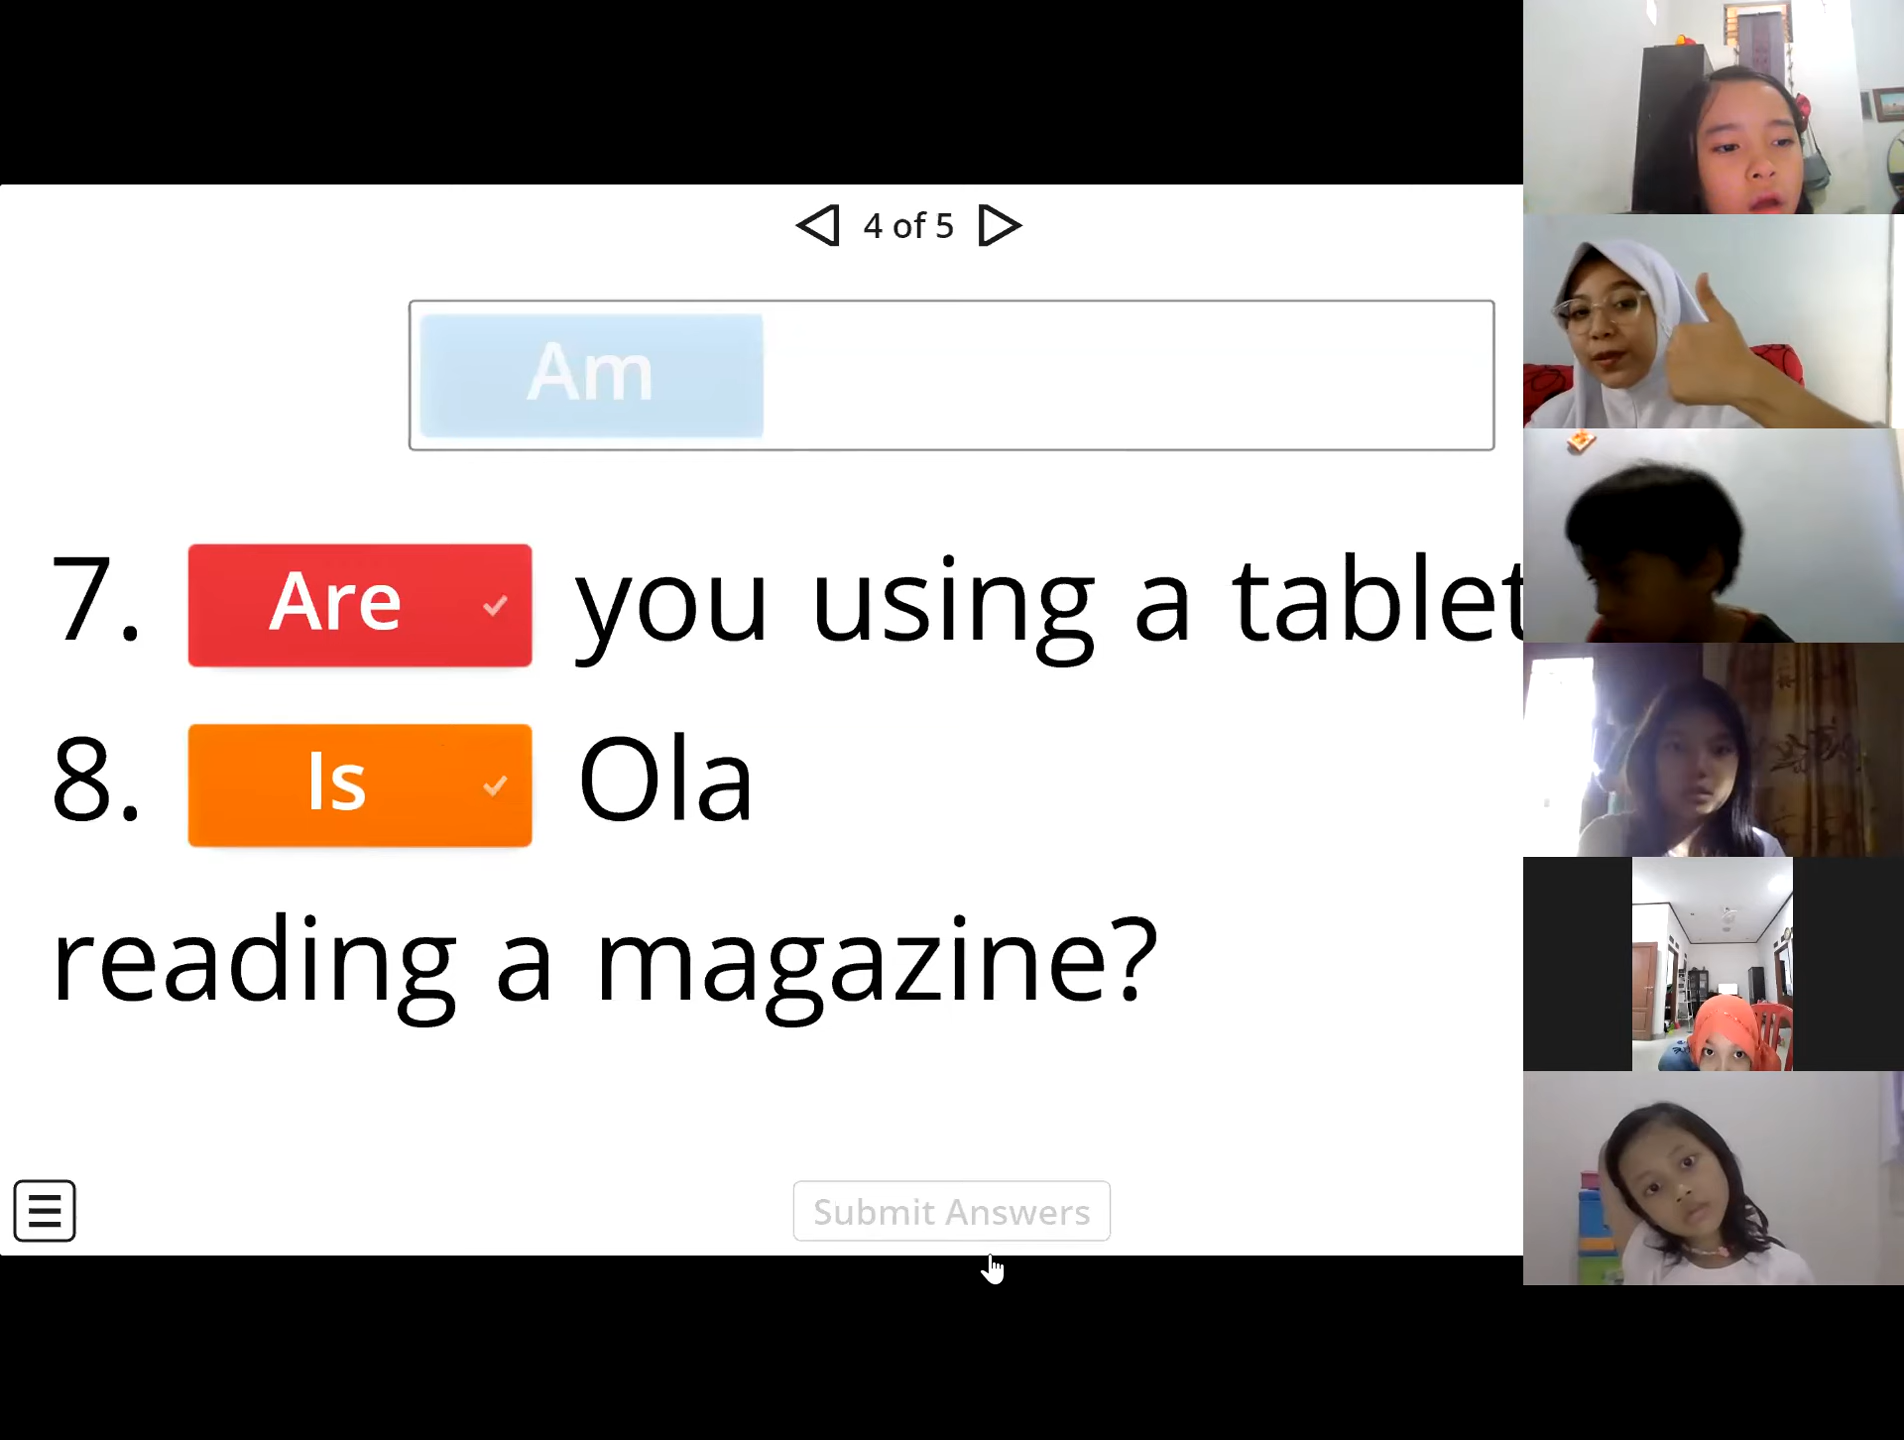 4 of 5
Am
7. Are you using a tablet
8. Is Ola
reading a magazine?
Submit Answers